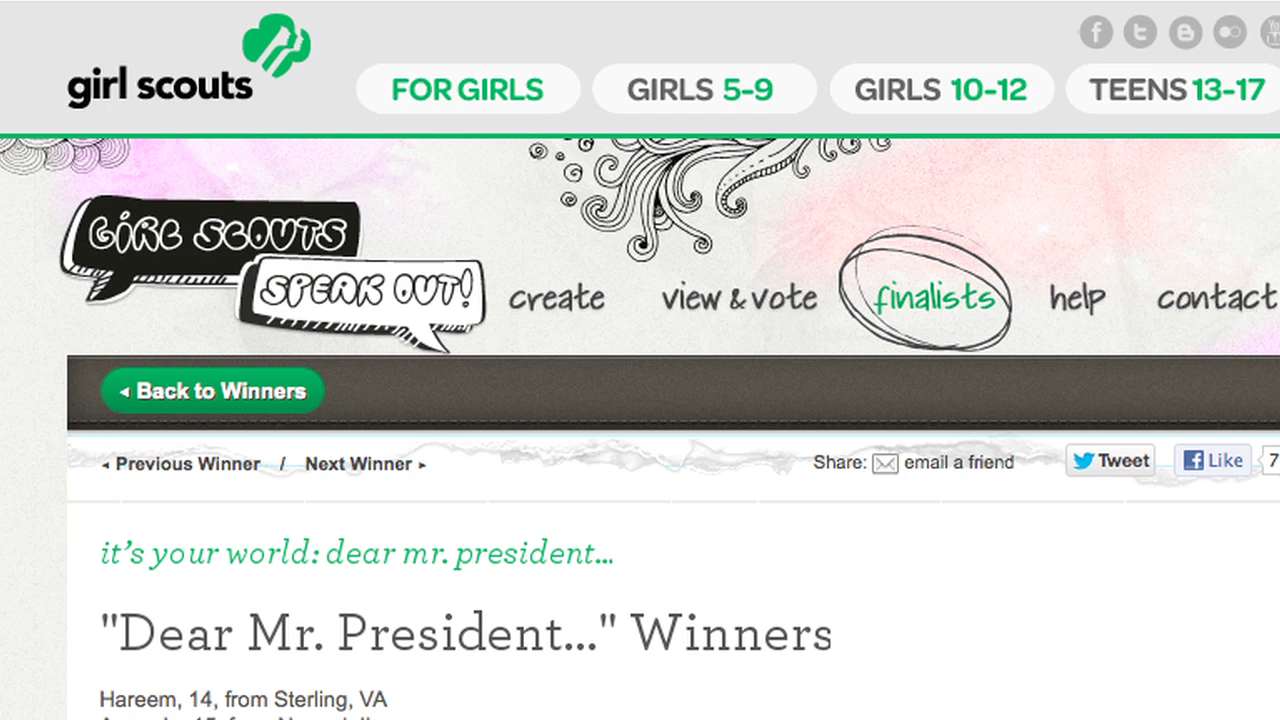 girl scouts
FOR GIRLS
GIRLS 5-9
GIRLS 10-12
TEENS 13-17
GIRL SCOUTS
SPEAK OUT!
create
view & vote
finalists
help
contact
◂ Back to Winners
◂ Previous Winner / Next Winner ▸
Share: email a friend
Tweet
Like
7
it's your world: dear mr. president...
"Dear Mr. President..." Winners
Hareem, 14, from Sterling, VA